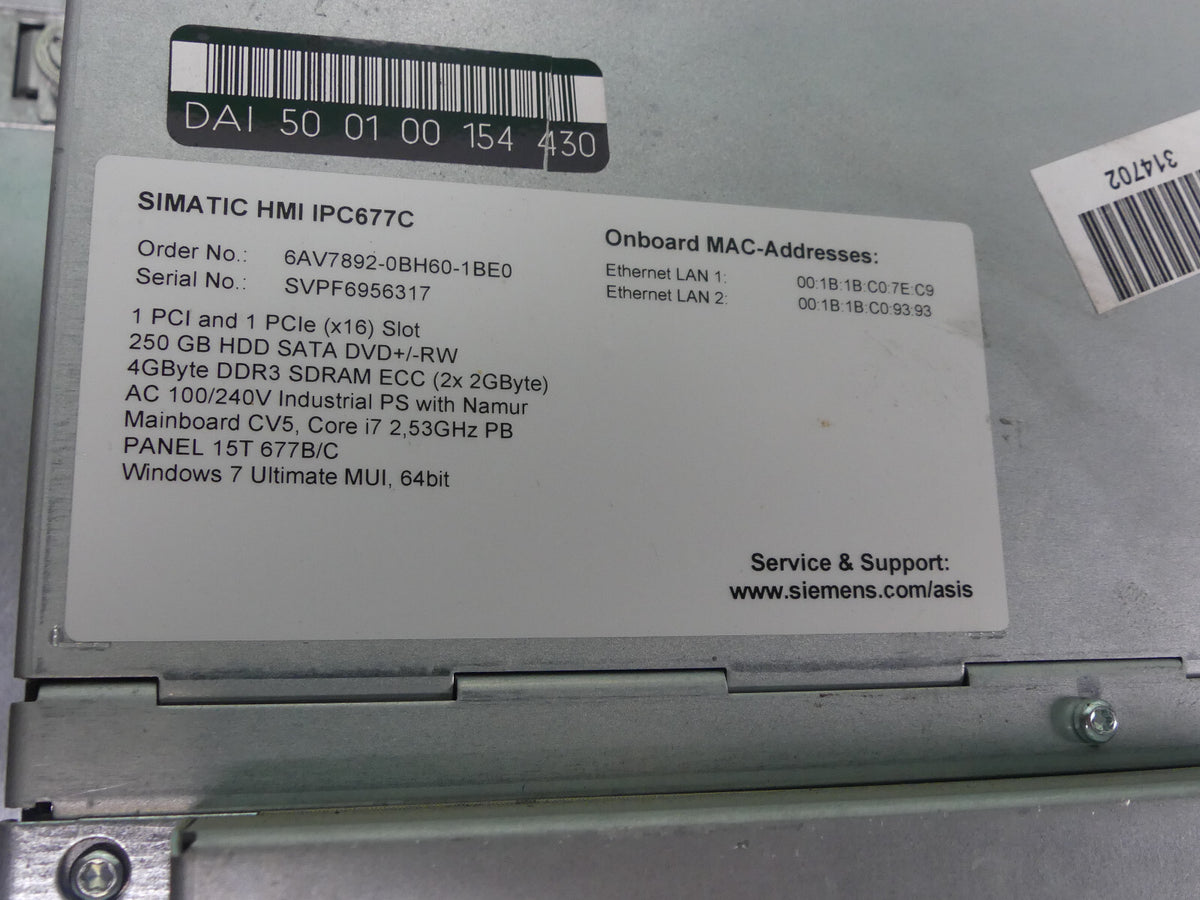 DAI 50 01 00 154 430
314702
SIMATIC HMI IPC677C
Order No.: 6AV7892-0BH60-1BE0
Serial No.: SVPF6956317
1 PCI and 1 PCIe (x16) Slot
250 GB HDD SATA DVD+/-RW
4GByte DDR3 SDRAM ECC (2x 2GByte)
AC 100/240V Industrial PS with Namur
Mainboard CV5, Core i7 2,53GHz PB
PANEL 15T 677B/C
Windows 7 Ultimate MUI, 64bit
Onboard MAC-Addresses:
Ethernet LAN 1: 00:1B:1B:C0:7E:C9
Ethernet LAN 2: 00:1B:1B:C0:93:93
Service & Support:
www.siemens.com/asis